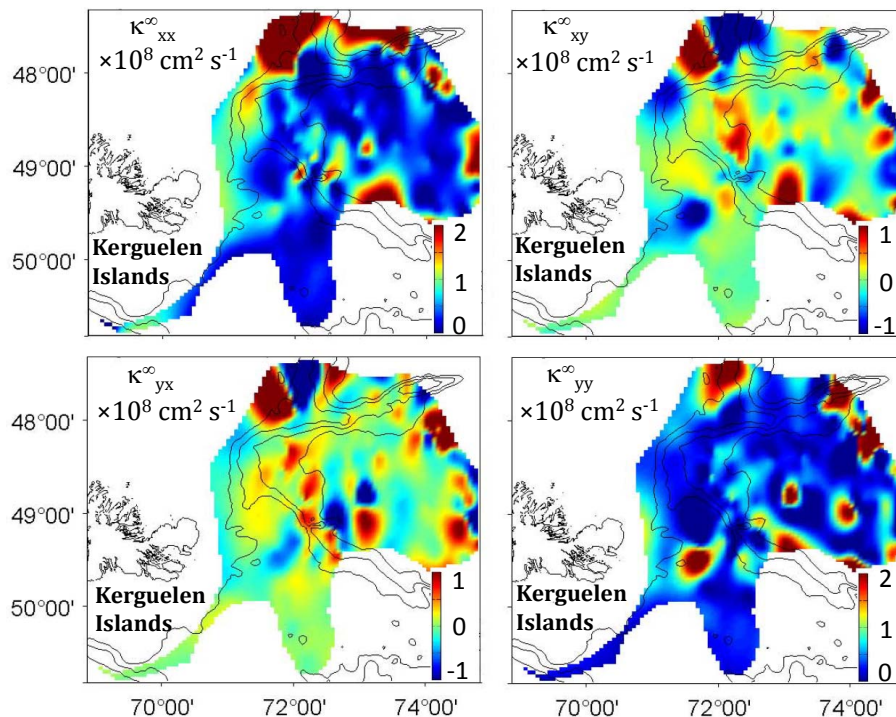 κ∞xx
×10⁸ cm² s⁻¹
48°00'
49°00'
50°00'
Kerguelen
Islands
2
1
0
κ∞xy
×10⁸ cm² s⁻¹
Kerguelen
Islands
1
0
-1
κ∞yx
×10⁸ cm² s⁻¹
48°00'
49°00'
50°00'
Kerguelen
Islands
1
0
-1
70°00'
72°00'
74°00'
κ∞yy
×10⁸ cm² s⁻¹
Kerguelen
Islands
2
1
0
70°00'
72°00'
74°00'